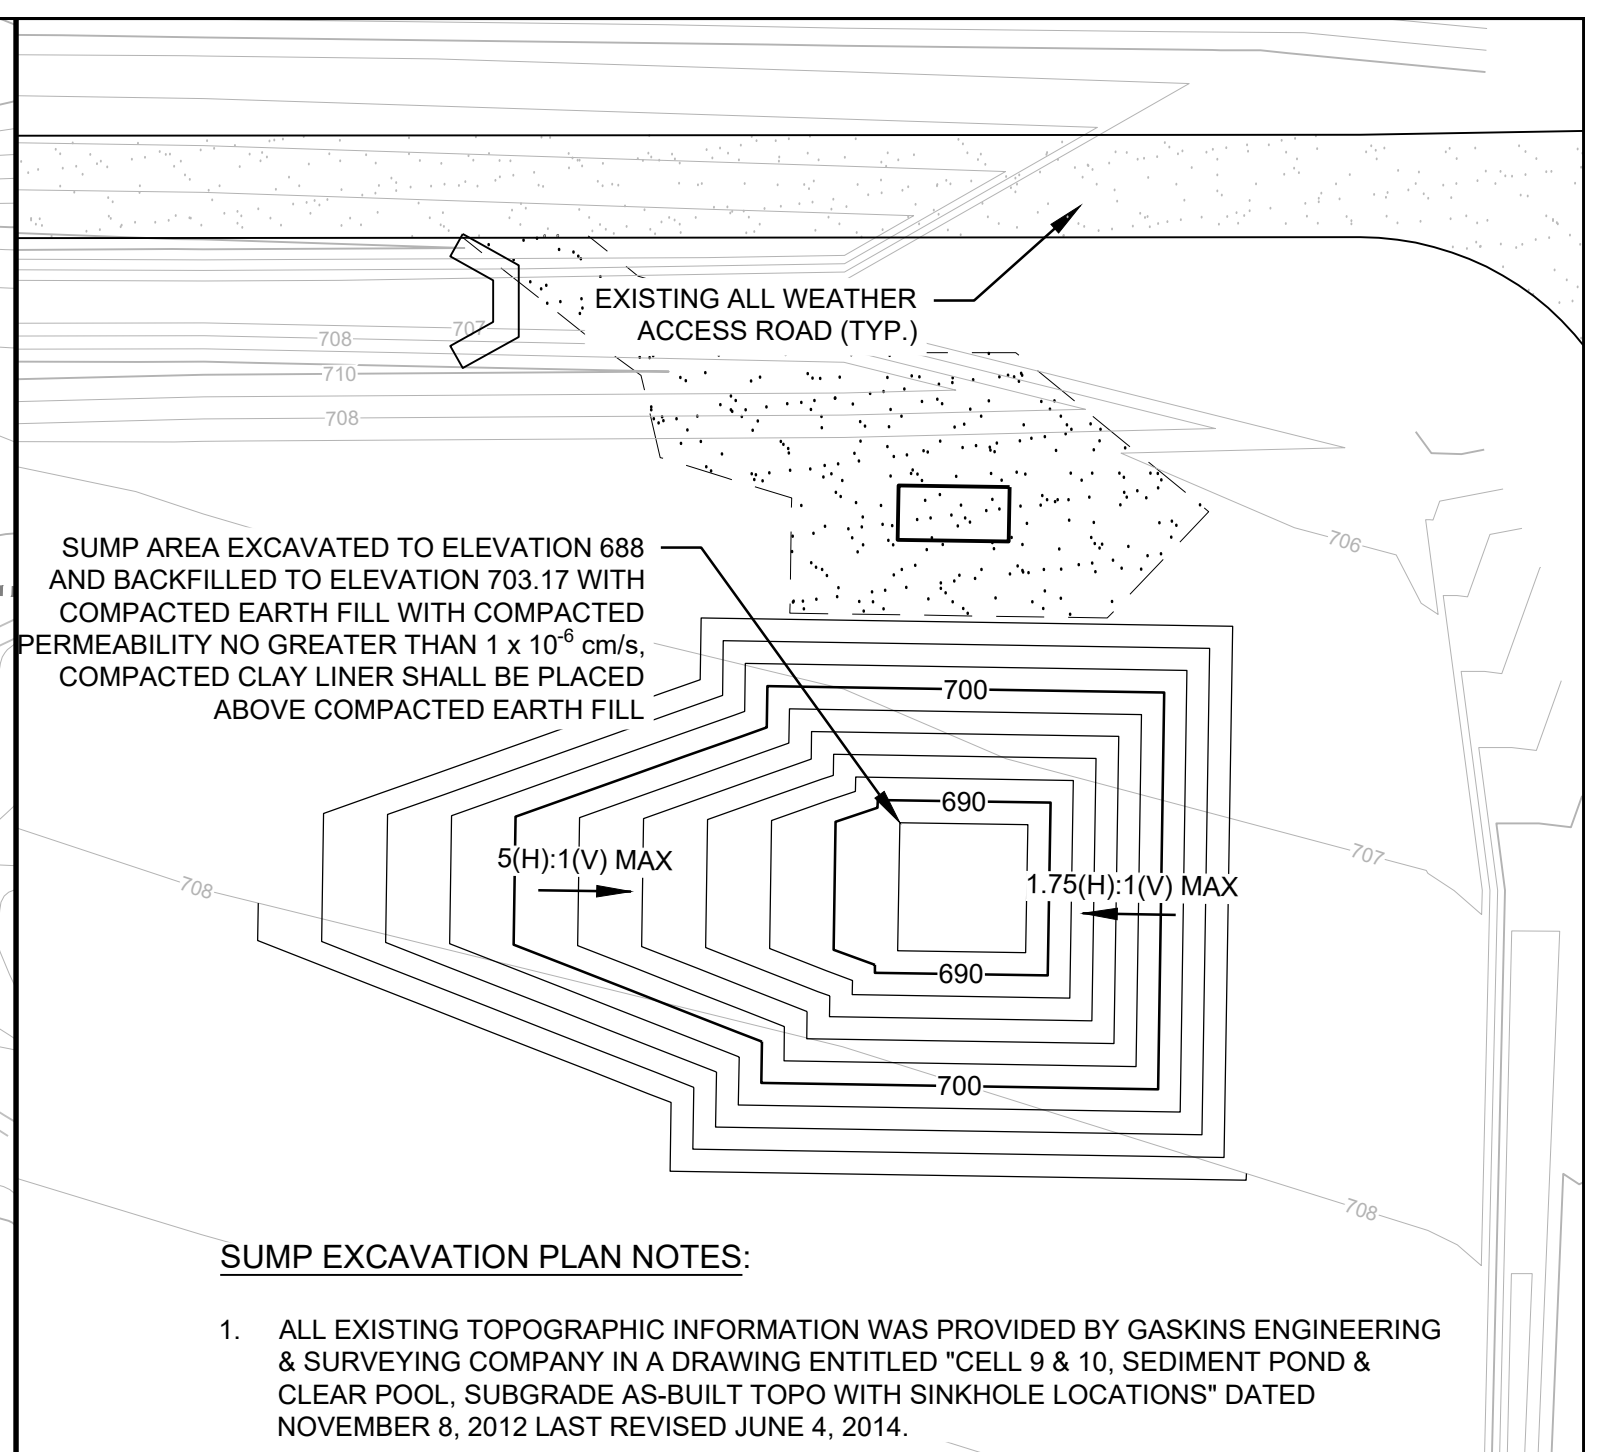 EXISTING ALL WEATHER
ACCESS ROAD (TYP.)
708
707
710
708
706
SUMP AREA EXCAVATED TO ELEVATION 688
AND BACKFILLED TO ELEVATION 703.17 WITH
COMPACTED EARTH FILL WITH COMPACTED
PERMEABILITY NO GREATER THAN 1 x 10⁻⁶ cm/s,
COMPACTED CLAY LINER SHALL BE PLACED
ABOVE COMPACTED EARTH FILL
700
690
5(H):1(V) MAX
707
708
1.75(H):1(V) MAX
690
700
708
SUMP EXCAVATION PLAN NOTES:
1. ALL EXISTING TOPOGRAPHIC INFORMATION WAS PROVIDED BY GASKINS ENGINEERING
& SURVEYING COMPANY IN A DRAWING ENTITLED "CELL 9 & 10, SEDIMENT POND &
CLEAR POOL, SUBGRADE AS-BUILT TOPO WITH SINKHOLE LOCATIONS" DATED
NOVEMBER 8, 2012 LAST REVISED JUNE 4, 2014.